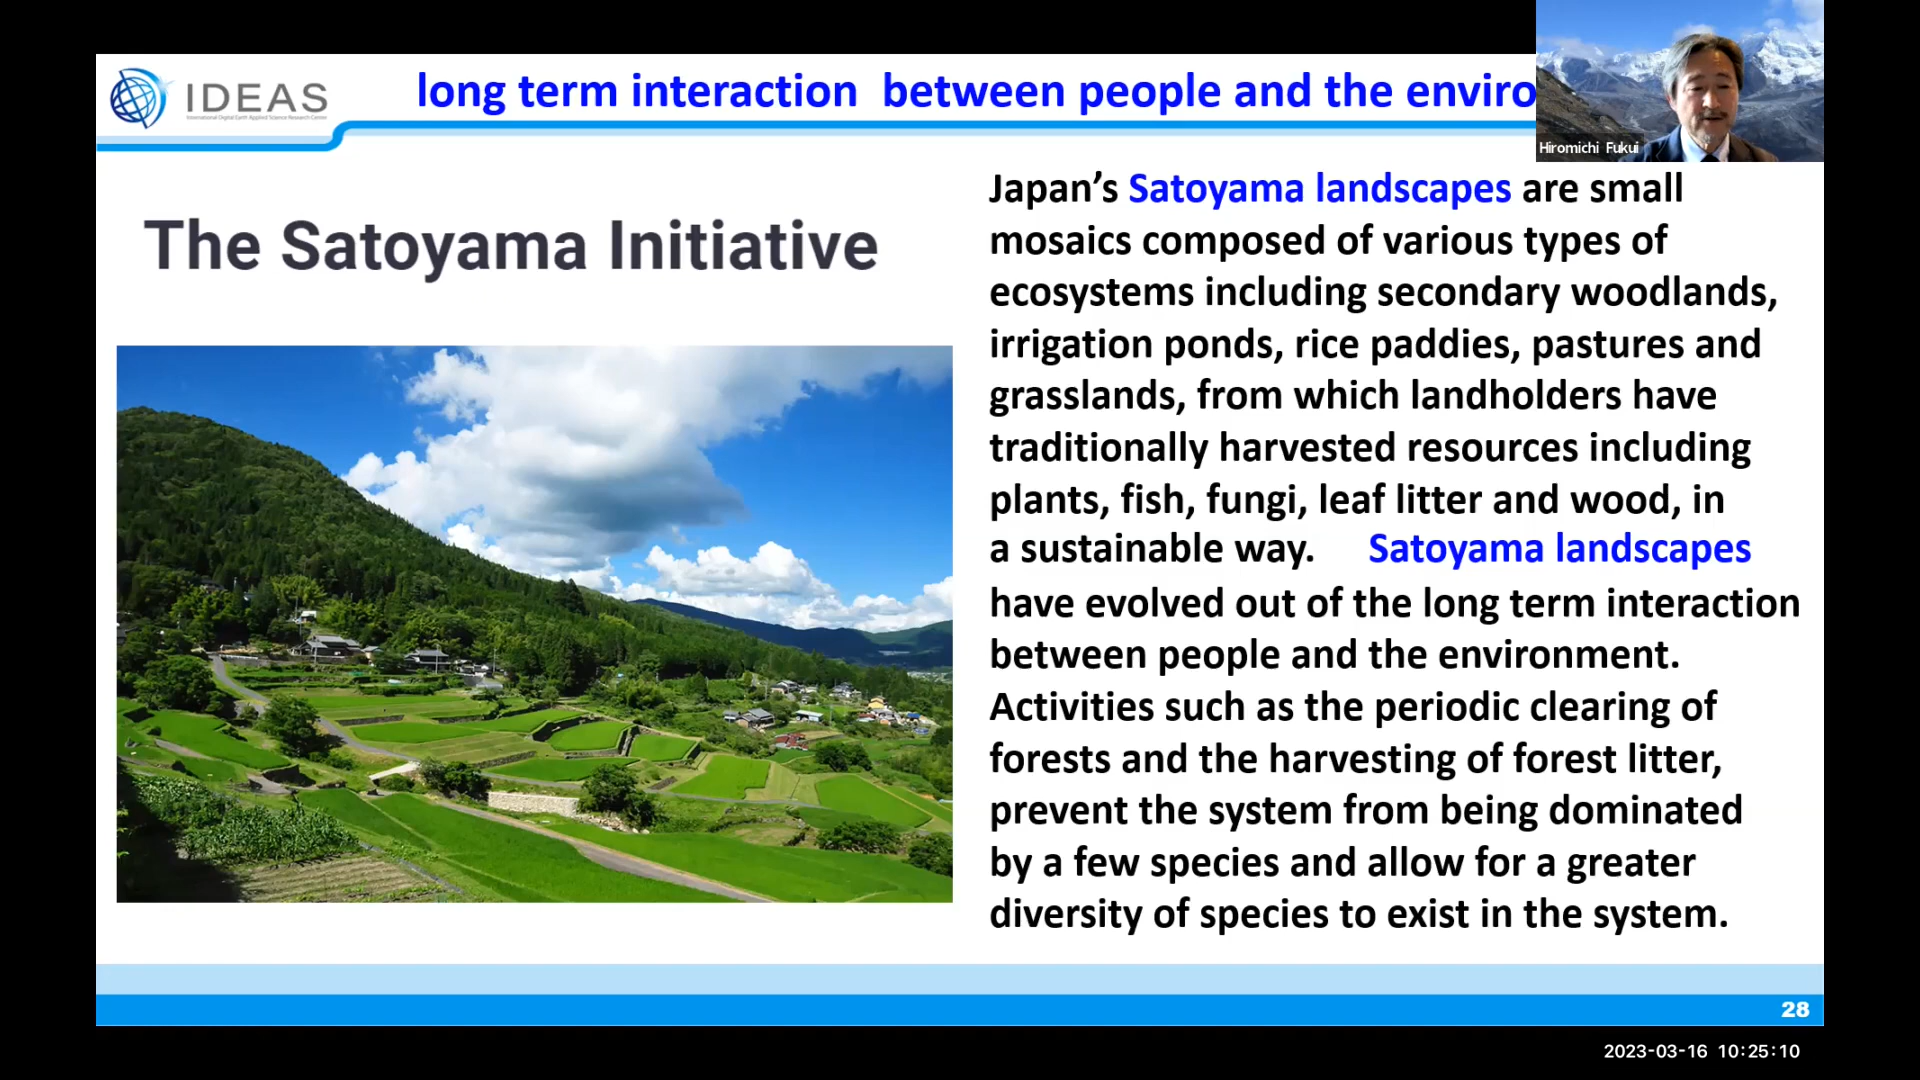 IDEAS
International Digital Earth Applied Science Research Center
long term interaction between people and the enviro
Hiromichi Fukui
The Satoyama Initiative
Japan’s Satoyama landscapes are small
mosaics composed of various types of
ecosystems including secondary woodlands,
irrigation ponds, rice paddies, pastures and
grasslands, from which landholders have
traditionally harvested resources including
plants, fish, fungi, leaf litter and wood, in
a sustainable way. Satoyama landscapes
have evolved out of the long term interaction
between people and the environment.
Activities such as the periodic clearing of
forests and the harvesting of forest litter,
prevent the system from being dominated
by a few species and allow for a greater
diversity of species to exist in the system.
28
2023-03-16 10:25:10